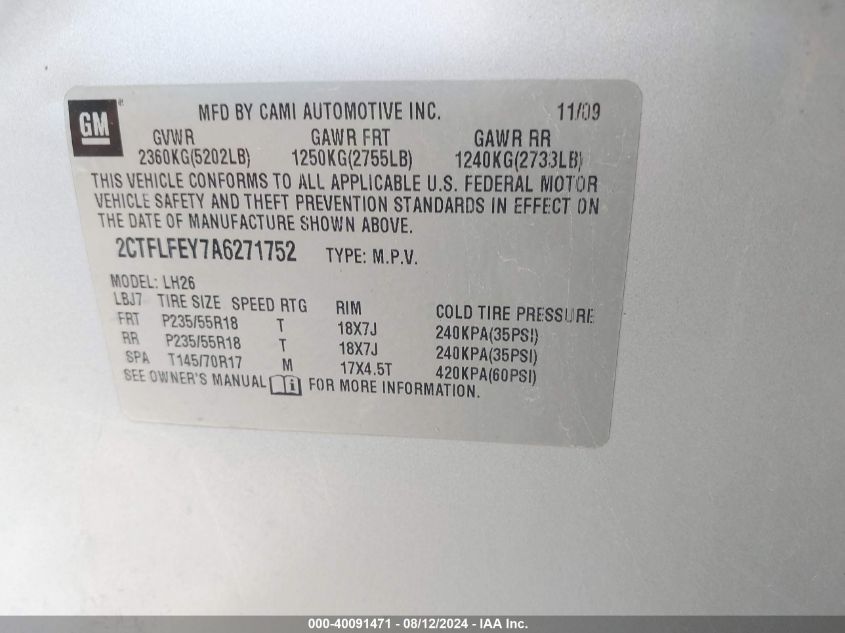 GM
MFD BY CAMI AUTOMOTIVE INC. 11/09
GVWR GAWR FRT GAWR RR
2360KG(5202LB) 1250KG(2755LB) 1240KG(2733LB)
THIS VEHICLE CONFORMS TO ALL APPLICABLE U.S. FEDERAL MOTOR
VEHICLE SAFETY AND THEFT PREVENTION STANDARDS IN EFFECT ON
THE DATE OF MANUFACTURE SHOWN ABOVE.
2CTFLFEY7A6271752 TYPE: M.P.V.
MODEL: LH26
LBJ7 TIRE SIZE SPEED RTG RIM COLD TIRE PRESSURE
FRT P235/55R18 T 18X7J 240KPA(35PSI)
RR P235/55R18 T 18X7J 240KPA(35PSI)
SPA T145/70R17 M 17X4.5T 420KPA(60PSI)
SEE OWNER'S MANUAL FOR MORE INFORMATION.
000-40091471 - 08/12/2024 - IAA Inc.